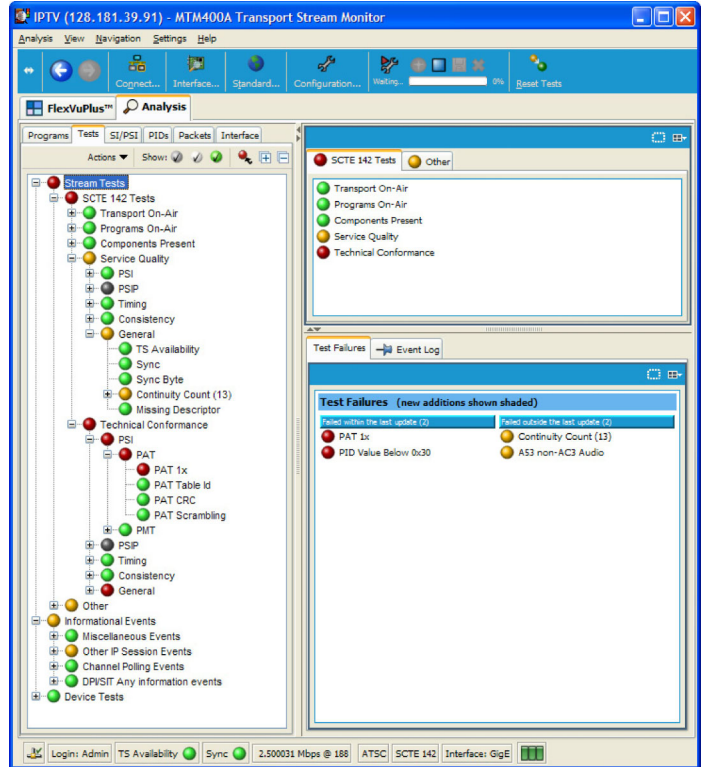 IPTV (128.181.39.91) - MTM400A Transport Stream Monitor
Analysis View Navigation Settings Help
Connect... Interface... Standard... Configuration... Waiting... 0% Reset Tests
FlexVuPlus™ Analysis
Programs Tests SI/PSI PIDs Packets Interface
Actions Show:
Stream Tests
SCTE 142 Tests
Transport On-Air
Programs On-Air
Components Present
Service Quality
PSI
PSIP
Timing
Consistency
General
TS Availability
Sync
Sync Byte
Continuity Count (13)
Missing Descriptor
Technical Conformance
PSI
PAT
PAT 1x
PAT Table Id
PAT CRC
PAT Scrambling
PMT
PSIP
Timing
Consistency
General
Other
Informational Events
Miscellaneous Events
Other IP Session Events
Channel Polling Events
DPI/SIT Any information events
Device Tests
SCTE 142 Tests Other
Transport On-Air
Programs On-Air
Components Present
Service Quality
Technical Conformance
Test Failures Event Log
Test Failures (new additions shown shaded)
Failed within the last update (2) Failed outside the last update (2)
PAT 1x Continuity Count (13)
PID Value Below 0x30 A53 non-AC3 Audio
Login: Admin TS Availability Sync 2.500031 Mbps @ 188 ATSC SCTE 142 Interface: GigE